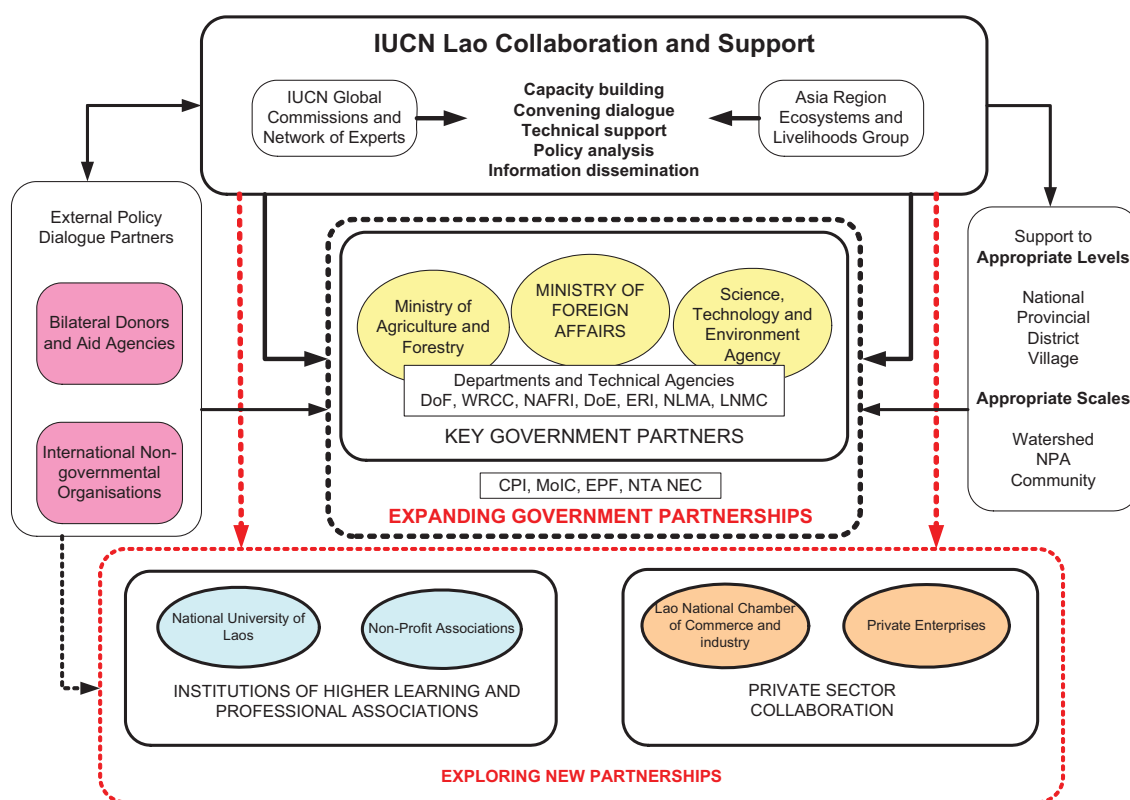 IUCN Lao Collaboration and Support
IUCN Global
Commissions and
Network of Experts
Capacity building
Convening dialogue
Technical support
Policy analysis
Information dissemination
Asia Region
Ecosystems and
Livelihoods Group
External Policy
Dialogue Partners
Bilateral Donors
and Aid Agencies
International Non-
governmental
Organisations
Ministry of
Agriculture and
Forestry
MINISTRY OF
FOREIGN
AFFAIRS
Science,
Technology and
Environment
Agency
Departments and Technical Agencies
DoF, WRCC, NAFRI, DoE, ERI, NLMA, LNMC
KEY GOVERNMENT PARTNERS
CPI, MoIC, EPF, NTA NEC
EXPANDING GOVERNMENT PARTNERSHIPS
Support to
Appropriate Levels
National
Provincial
District
Village
Appropriate Scales
Watershed
NPA
Community
National University of
Laos
Non-Profit Associations
INSTITUTIONS OF HIGHER LEARNING AND
PROFESSIONAL ASSOCIATIONS
Lao National Chamber
of Commerce and
industry
Private Enterprises
PRIVATE SECTOR
COLLABORATION
EXPLORING NEW PARTNERSHIPS